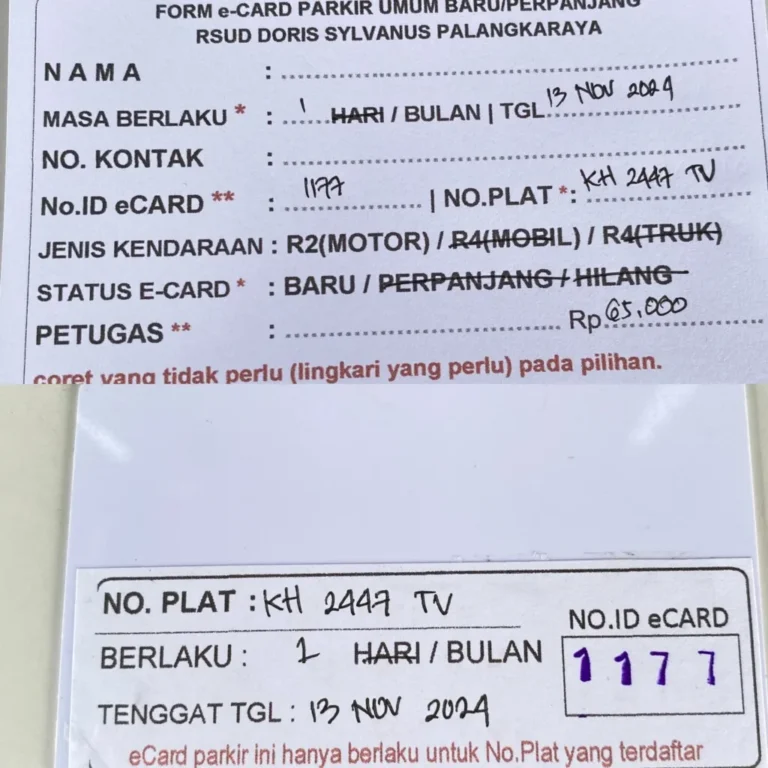 FORM e-CARD PARKIR UMUM BARU/PERPANJANG
RSUD DORIS SYLVANUS PALANGKARAYA
NAMA :
MASA BERLAKU * : 1 HARI / BULAN | TGL 13 NOV 2024
NO. KONTAK :
No.ID eCARD ** : 1177 | NO.PLAT *: KH 2447 TV
JENIS KENDARAAN : R2(MOTOR) / R4(MOBIL) / R4(TRUK)
STATUS E-CARD * : BARU / PERPANJANG / HILANG
PETUGAS ** : Rp 65,000
coret yang tidak perlu (lingkari yang perlu) pada pilihan.
NO. PLAT : KH 2447 TV
NO.ID eCARD
BERLAKU : 1 HARI / BULAN
1177
TENGGAT TGL : 13 NOV 2024
eCard parkir ini hanya berlaku untuk No.Plat yang terdaftar